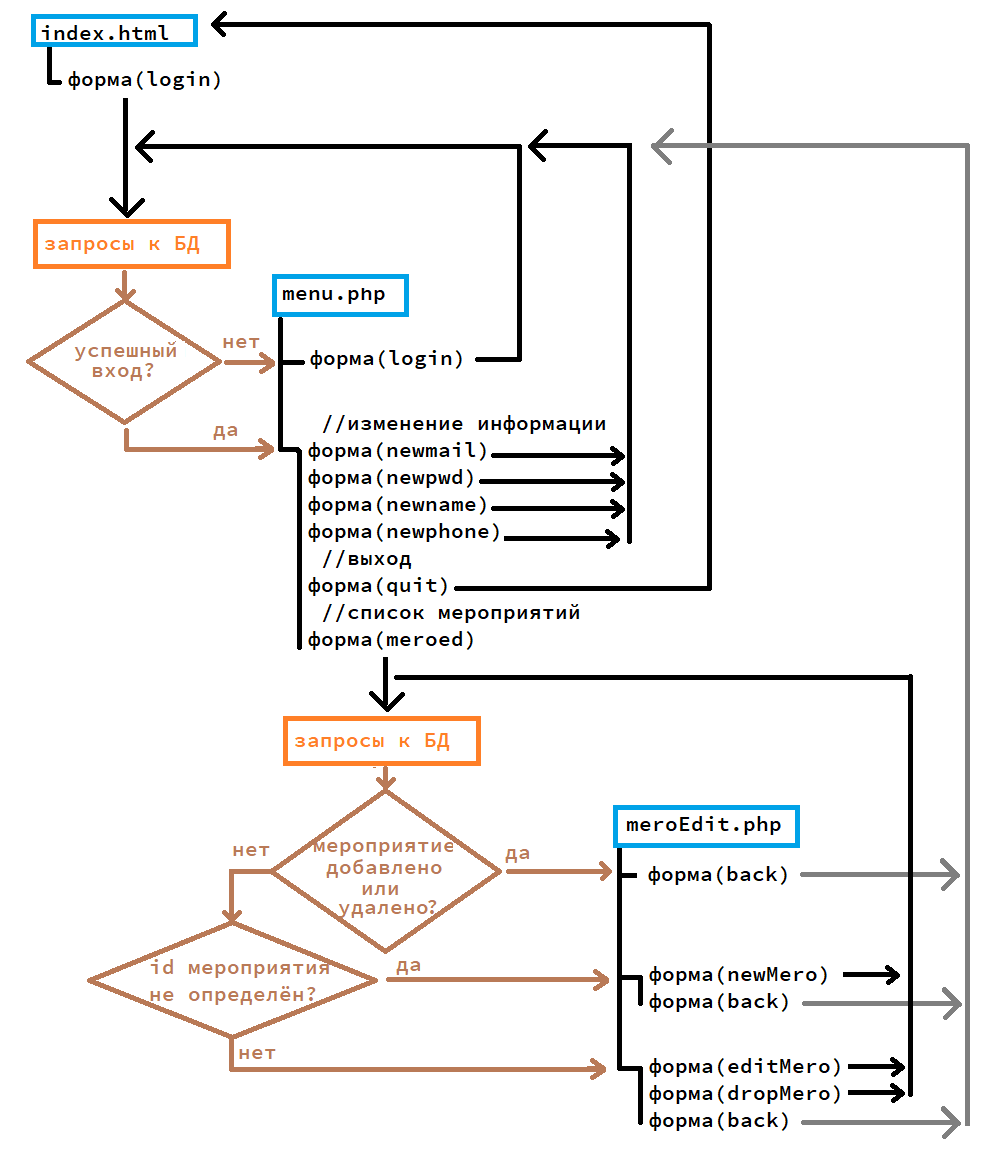 index.html
форма(login)
запросы к БД
успешный
вход?
нет
да
menu.php
форма(login)
//изменение информации
форма(newmail)
форма(newpwd)
форма(newname)
форма(newphone)
//выход
форма(quit)
//список мероприятий
форма(meroed)
запросы к БД
мероприятие
добавлено
или
удалено?
нет
да
id мероприятия
не определён?
да
нет
meroEdit.php
форма(back)
форма(newMero)
форма(back)
форма(editMero)
форма(dropMero)
форма(back)